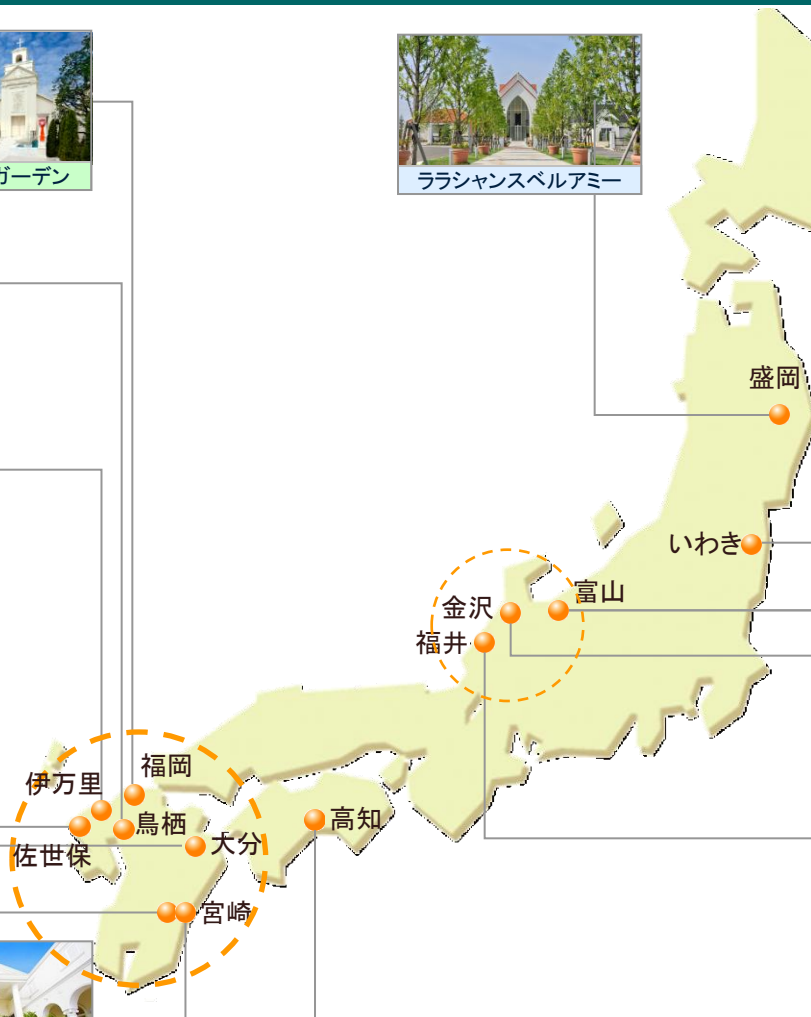 ガーデン
ララシャンスベルアミー
盛岡
いわき
富山
金沢
福井
福岡
伊万里
鳥栖
高知
大分
佐世保
宮崎